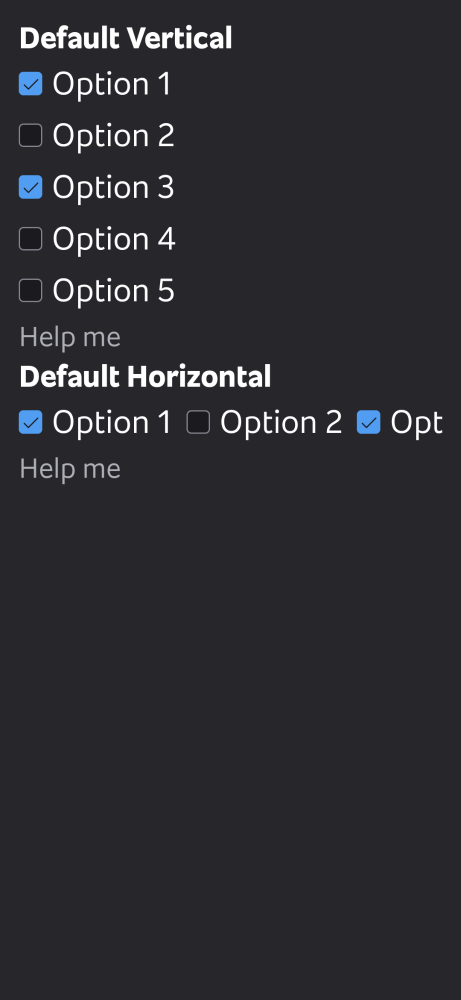 Default Vertical
Option 1
Option 2
Option 3
Option 4
Option 5
Help me
Default Horizontal
Option 1 Option 2 Opt
Help me